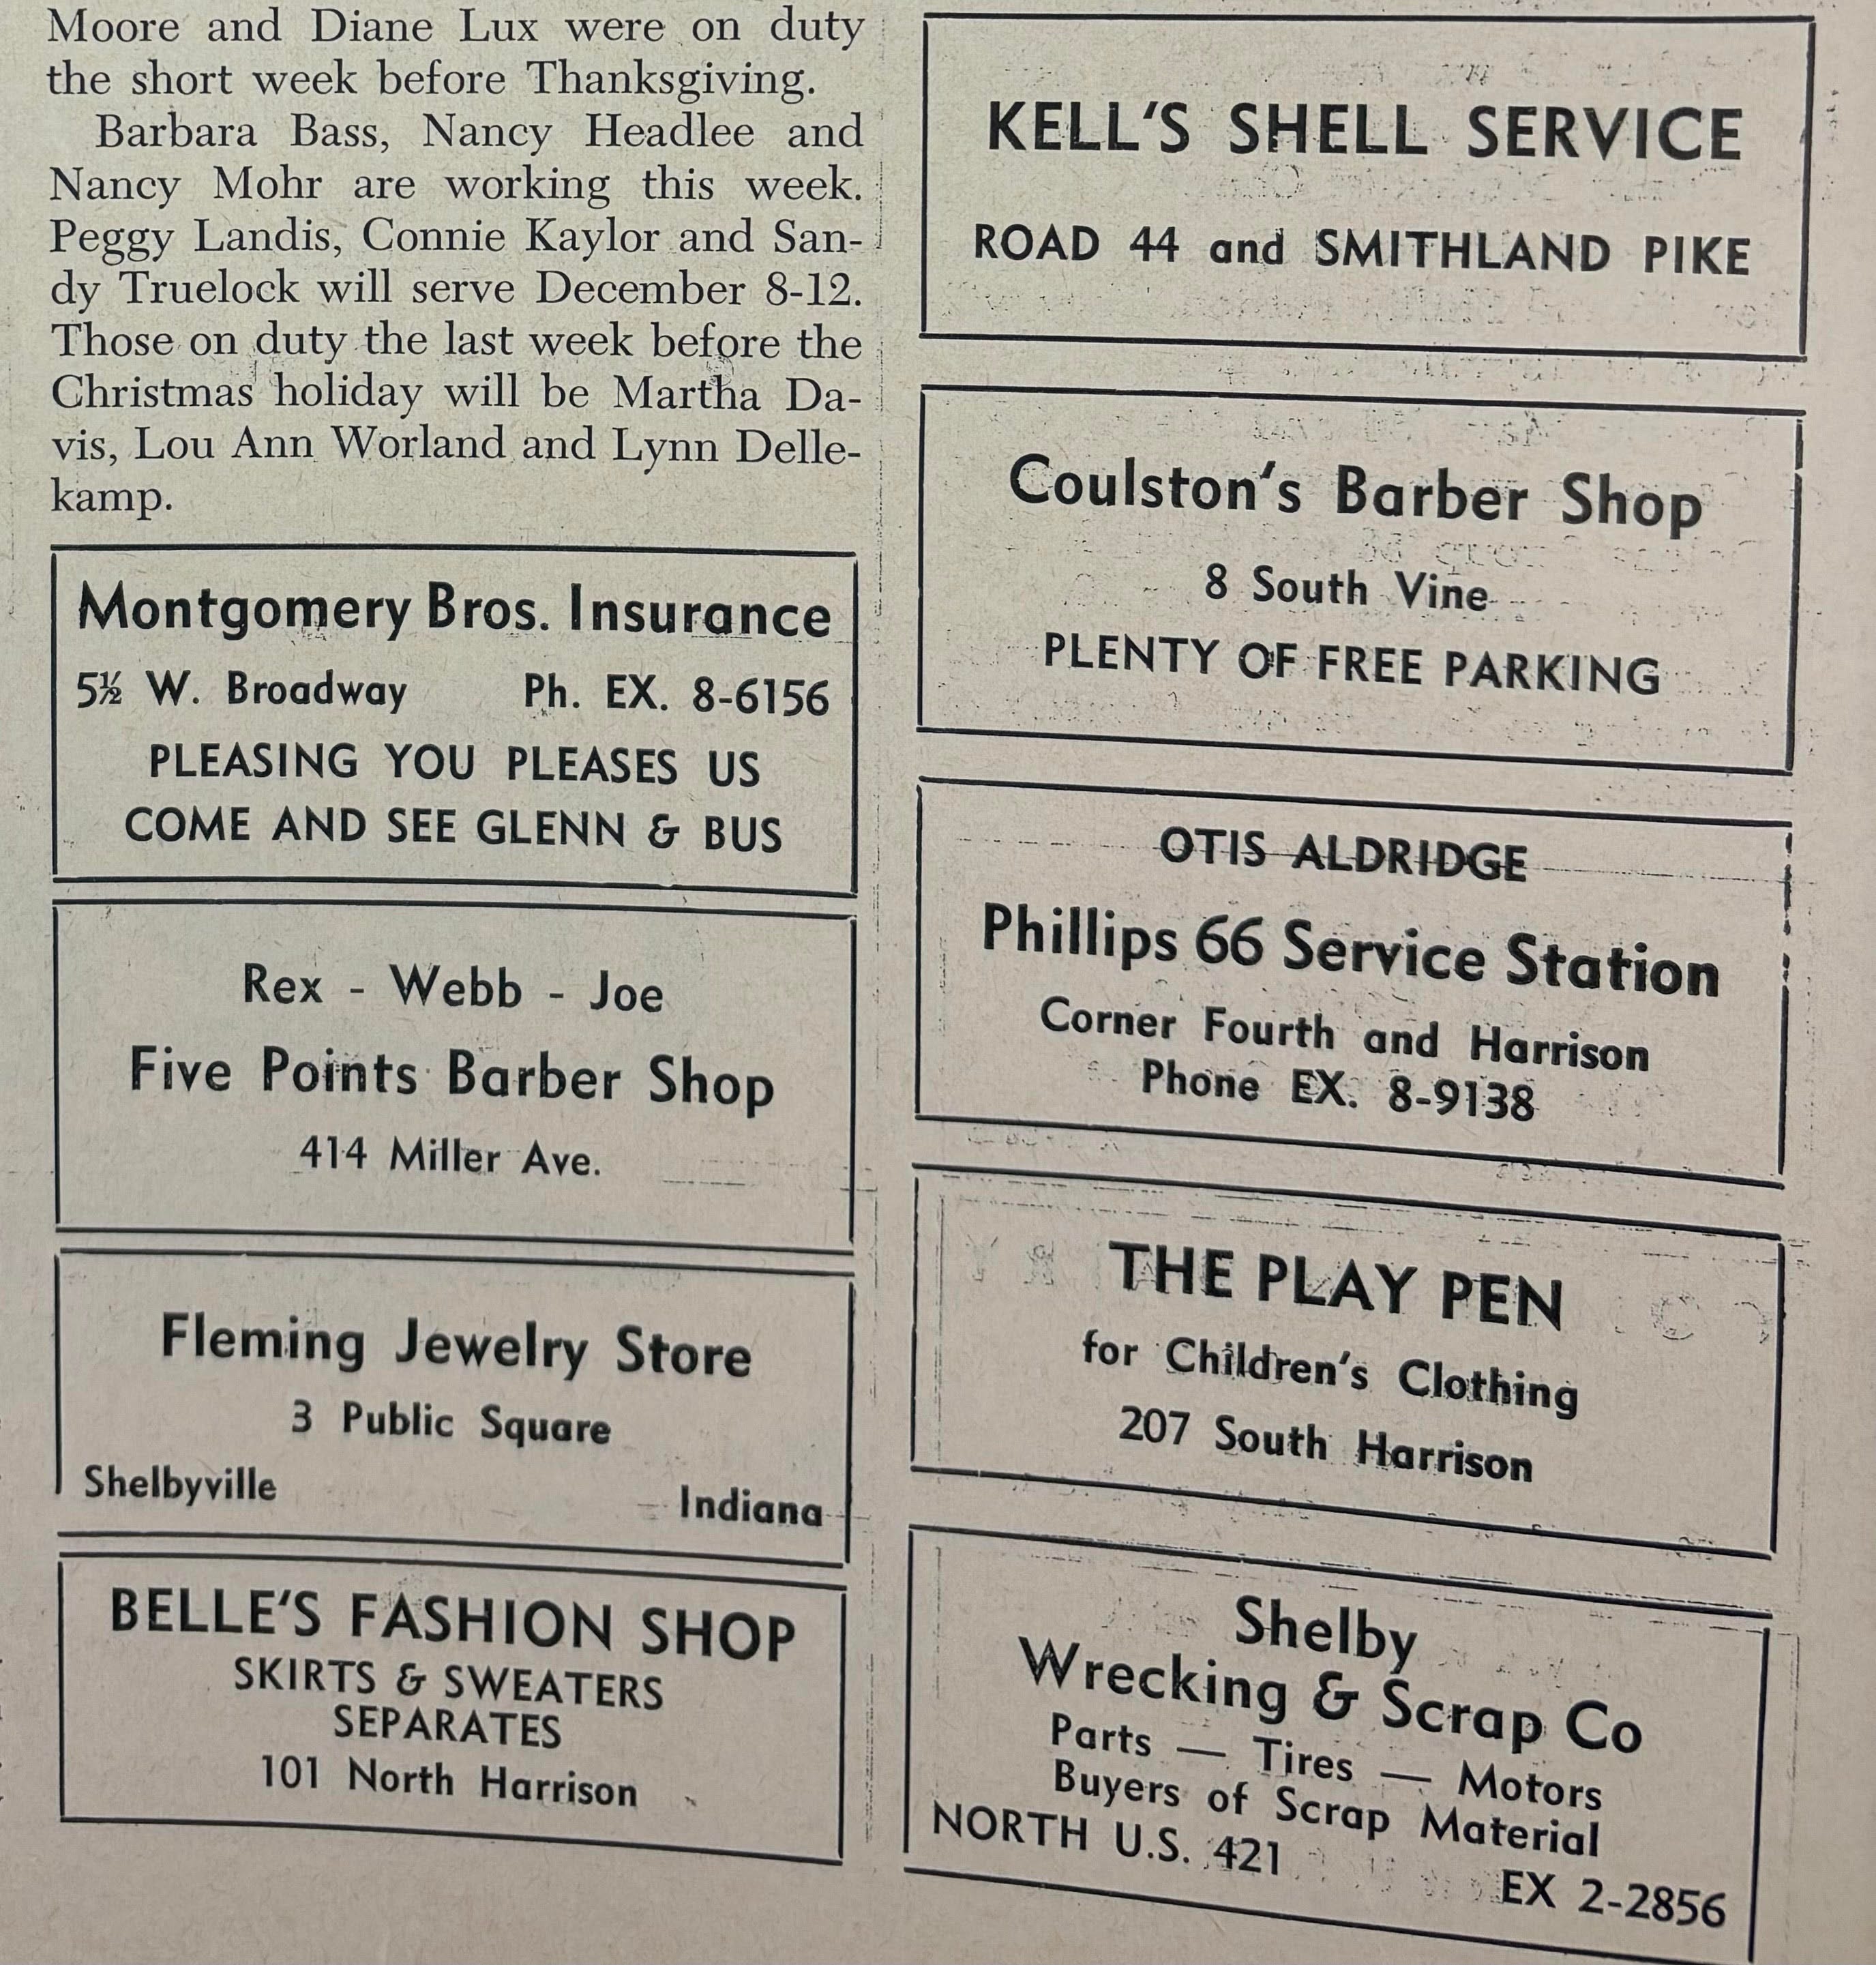 Moore and Diane Lux were on duty
the short week before Thanksgiving.
Barbara Bass, Nancy Headlee and
Nancy Mohr are working this week.
Peggy Landis, Connie Kaylor and San-
dy Truelock will serve December 8-12.
Those on duty the last week before the
Christmas holiday will be Martha Da-
vis, Lou Ann Worland and Lynn Delle-
kamp.
Montgomery Bros. Insurance
5½ W. Broadway Ph. EX. 8-6156
PLEASING YOU PLEASES US
COME AND SEE GLENN & BUS
Rex - Webb - Joe
Five Points Barber Shop
414 Miller Ave.
Fleming Jewelry Store
3 Public Square
Shelbyville Indiana
BELLE'S FASHION SHOP
SKIRTS & SWEATERS
SEPARATES
101 North Harrison
KELL'S SHELL SERVICE
ROAD 44 and SMITHLAND PIKE
Coulston's Barber Shop
8 South Vine
PLENTY OF FREE PARKING
OTIS ALDRIDGE
Phillips 66 Service Station
Corner Fourth and Harrison
Phone EX. 8-9138
THE PLAY PEN
for Children's Clothing
207 South Harrison
Shelby
Wrecking & Scrap Co
Parts — Tires — Motors
Buyers of Scrap Material
NORTH U.S. 421 EX 2-2856